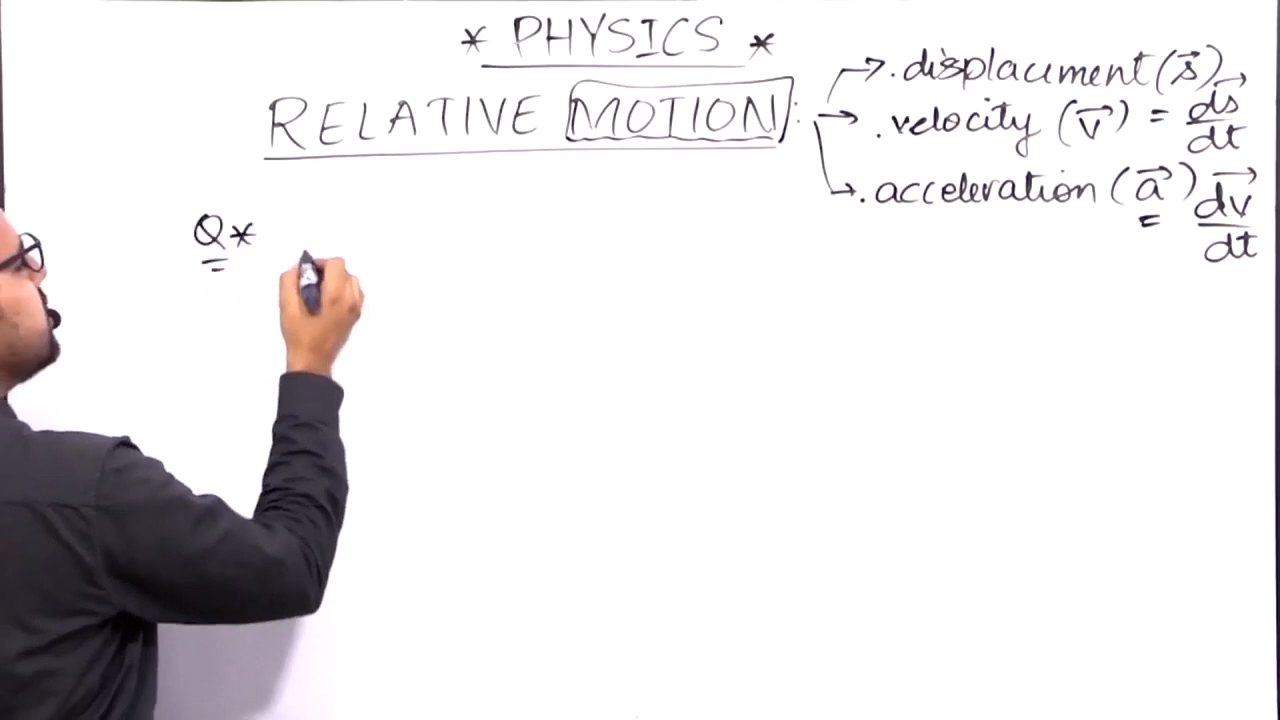 * PHYSICS *
RELATIVE MOTION :
. displacement (s⃗)
. velocity (v⃗) = ds⃗/dt
. acceleration (a⃗) dv⃗/dt
Q*